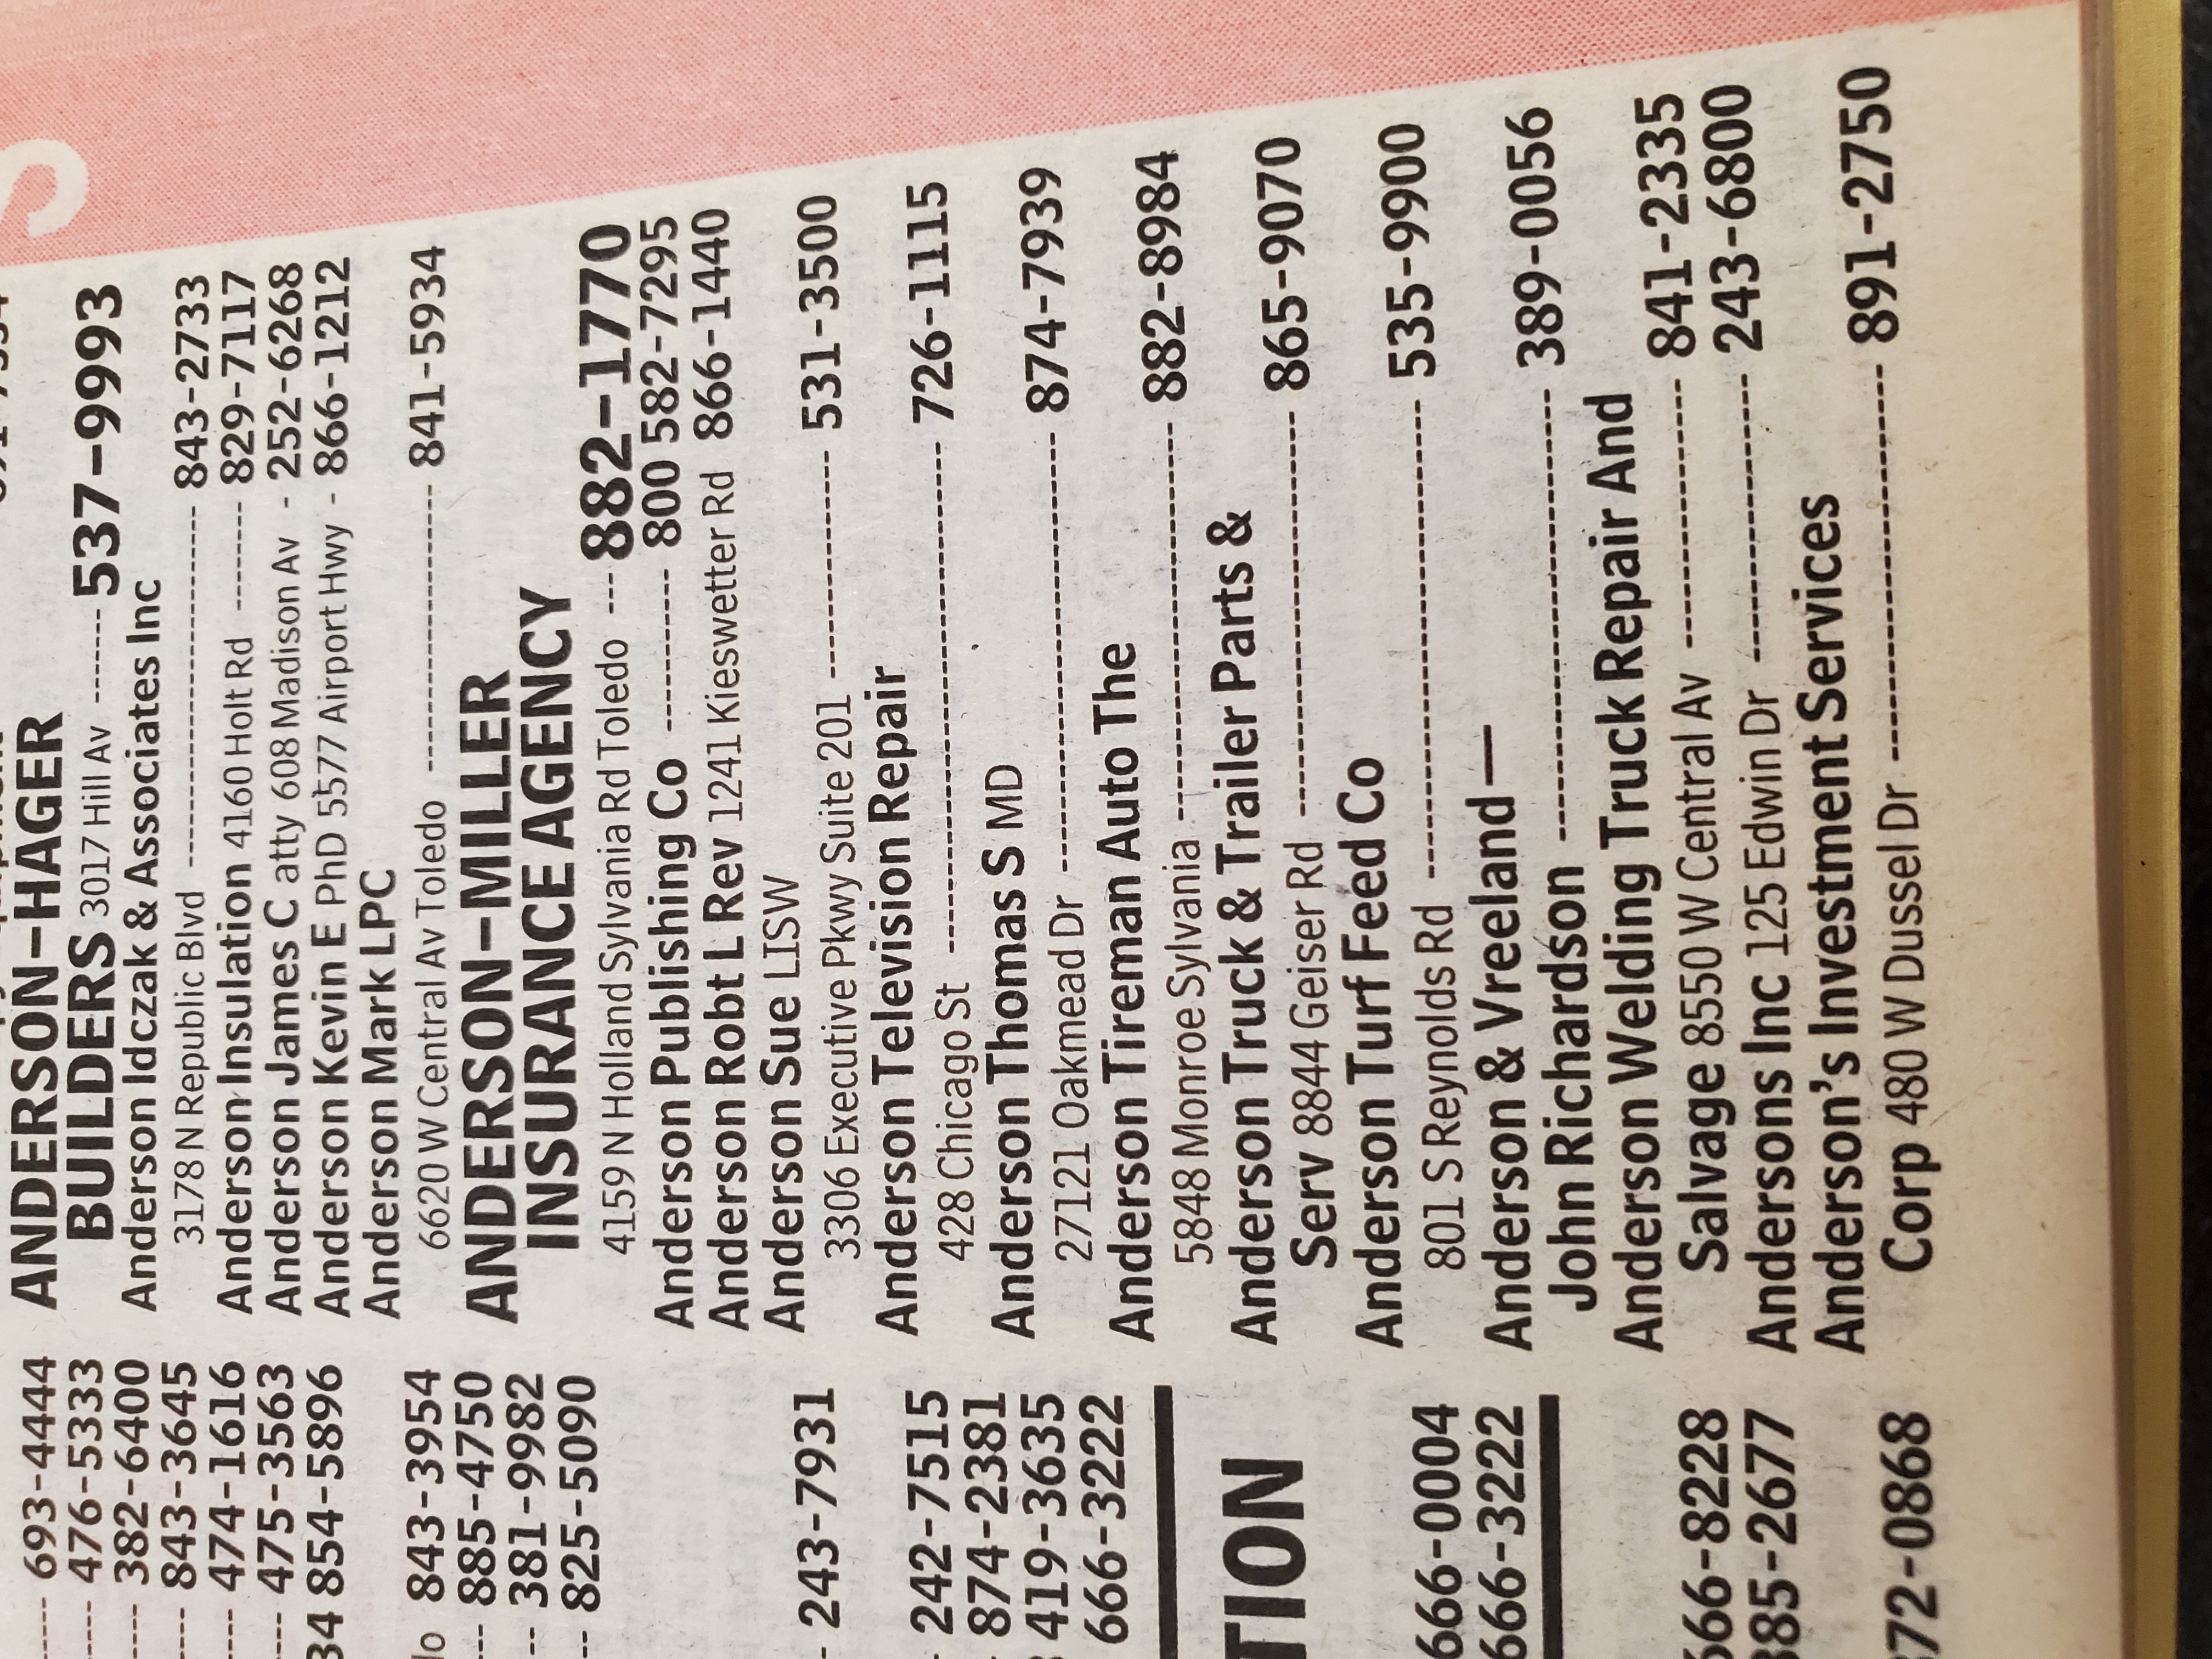 693-4444
476-5333
382-6400
843-3645
474-1616
475-3563
34 854-5896
843-3954
885-4750
381-9982
825-5090
243-7931
242-7515
874-2381
419-3635
666-3222
TION
666-0004
666-3222
666-8228
385-2677
372-0868
ANDERSON-HAGER
BUILDERS 3017 Hill Av -------- 537-9993
Anderson Idczak & Associates Inc
3178 N Republic Blvd -------------------------------- 843-2733
Anderson Insulation 4160 Holt Rd --------- 829-7117
Anderson James C atty 608 Madison Av - 252-6268
Anderson Kevin E PhD 5577 Airport Hwy - 866-1212
Anderson Mark LPC
6620 W Central Av Toledo ------------------------- 841-5934
ANDERSON-MILLER
INSURANCE AGENCY
4159 N Holland Sylvania Rd Toledo --- 882-1770
Anderson Publishing Co ------------ 800 582-7295
Anderson Robt L Rev 1241 Kieswetter Rd 866-1440
Anderson Sue LISW
3306 Executive Pkwy Suite 201 ----------------- 531-3500
Anderson Television Repair
428 Chicago St ------------------------------------- 726-1115
Anderson Thomas S MD
27121 Oakmead Dr -------------------------------- 874-7939
Anderson Tireman Auto The
5848 Monroe Sylvania ----------------------------- 882-8984
Anderson Truck & Trailer Parts &
Serv 8844 Geiser Rd ----------------------------- 865-9070
Anderson Turf Feed Co
801 S Reynolds Rd --------------------------------- 535-9900
Anderson & Vreeland—
John Richardson ------------------------------- 389-0056
Anderson Welding Truck Repair And
Salvage 8550 W Central Av ------------------ 841-2335
Andersons Inc 125 Edwin Dr ------------------- 243-6800
Anderson's Investment Services
Corp 480 W Dussel Dr -------------------------- 891-2750